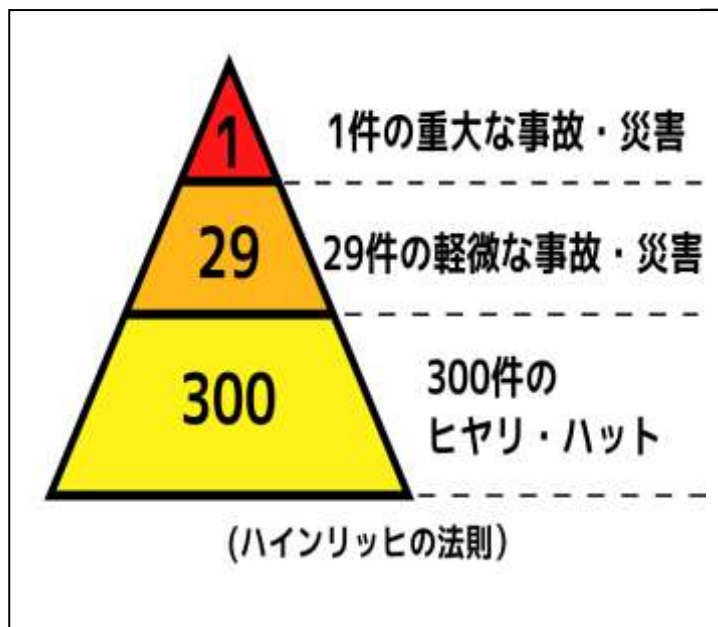 1
1件の重大な事故・災害
29
29件の軽微な事故・災害
300
300件の
ヒヤリ・ハット
(ハインリッヒの法則)